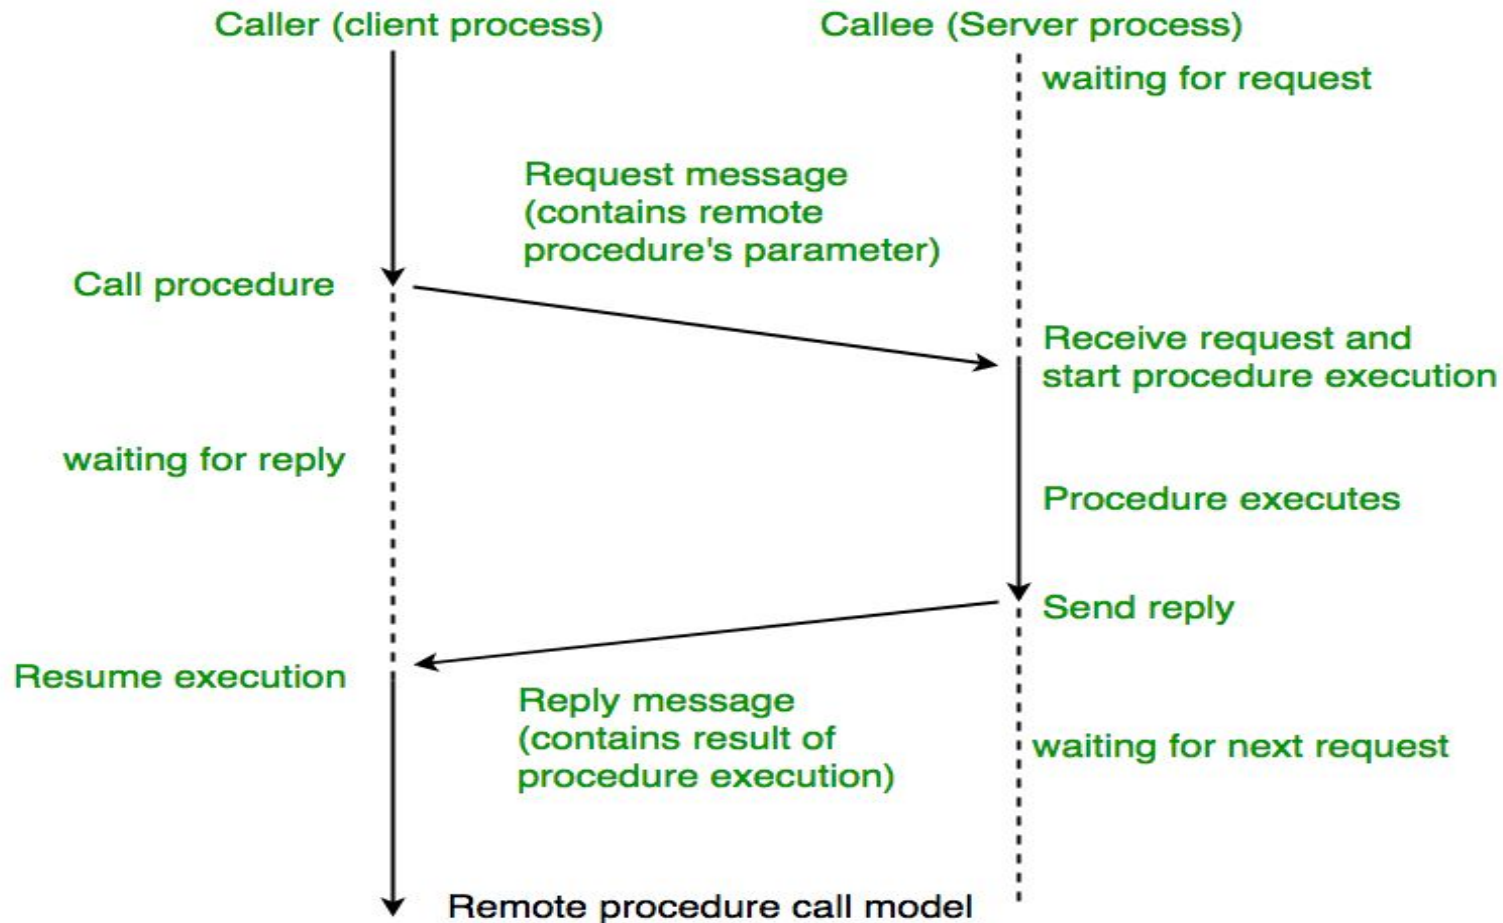 Caller (client process)
Callee (Server process)
waiting for request
Request message
(contains remote
procedure's parameter)
Call procedure
Receive request and
start procedure execution
waiting for reply
Procedure executes
Send reply
Resume execution
Reply message
(contains result of
procedure execution)
waiting for next request
Remote procedure call model